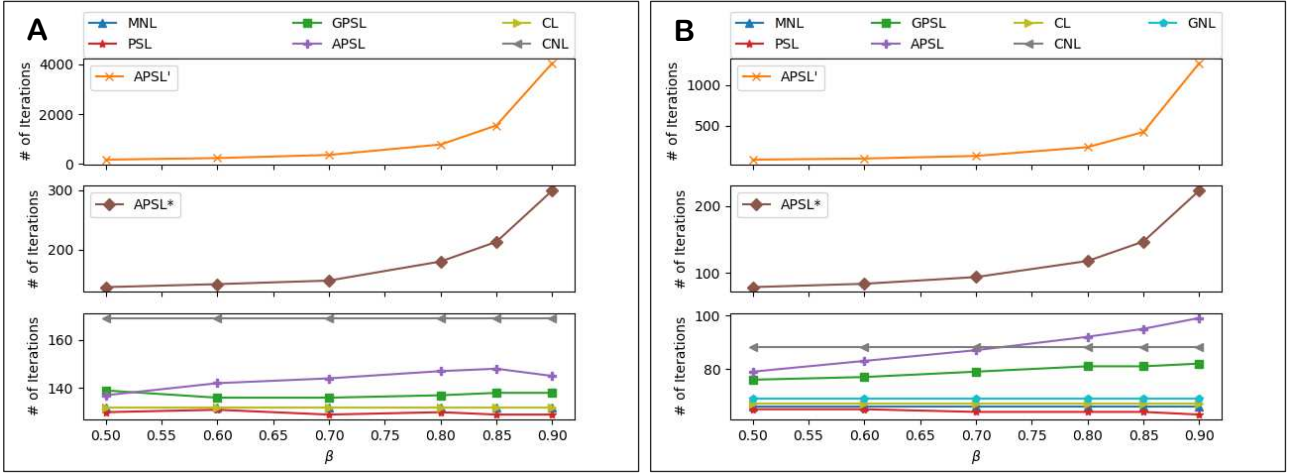 A
MNL GPSL CL
PSL APSL CNL
4000
2000
0
# of Iterations
APSL'
300
200
# of Iterations
APSL*
160
140
# of Iterations
0.50 0.55 0.60 0.65 0.70 0.75 0.80 0.85 0.90
β
B
MNL GPSL CL GNL
PSL APSL CNL
1000
500
# of Iterations
APSL'
200
100
# of Iterations
APSL*
100
80
# of Iterations
0.50 0.55 0.60 0.65 0.70 0.75 0.80 0.85 0.90
β